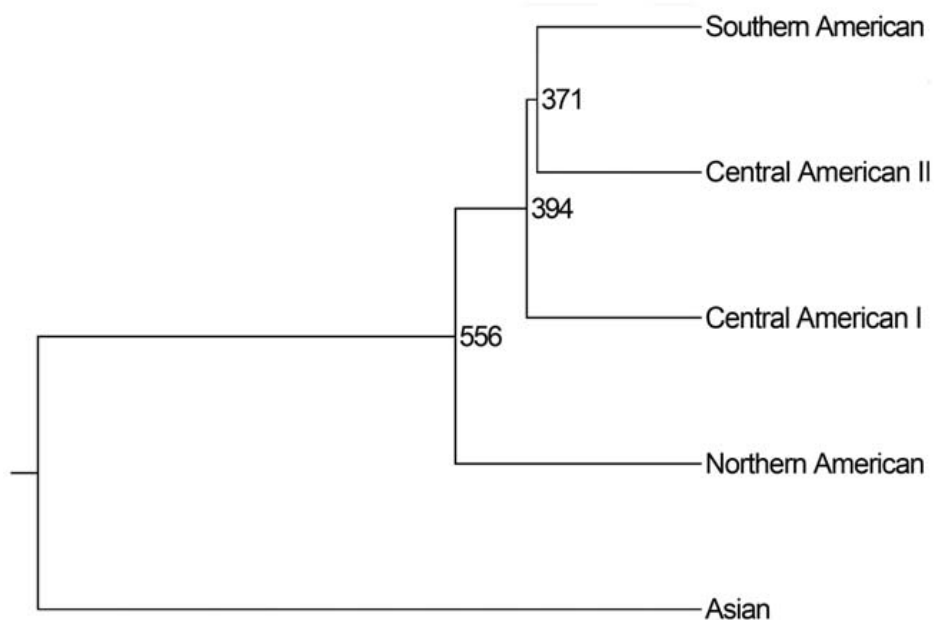 Southern American
371
Central American II
394
Central American I
556
Northern American
Asian